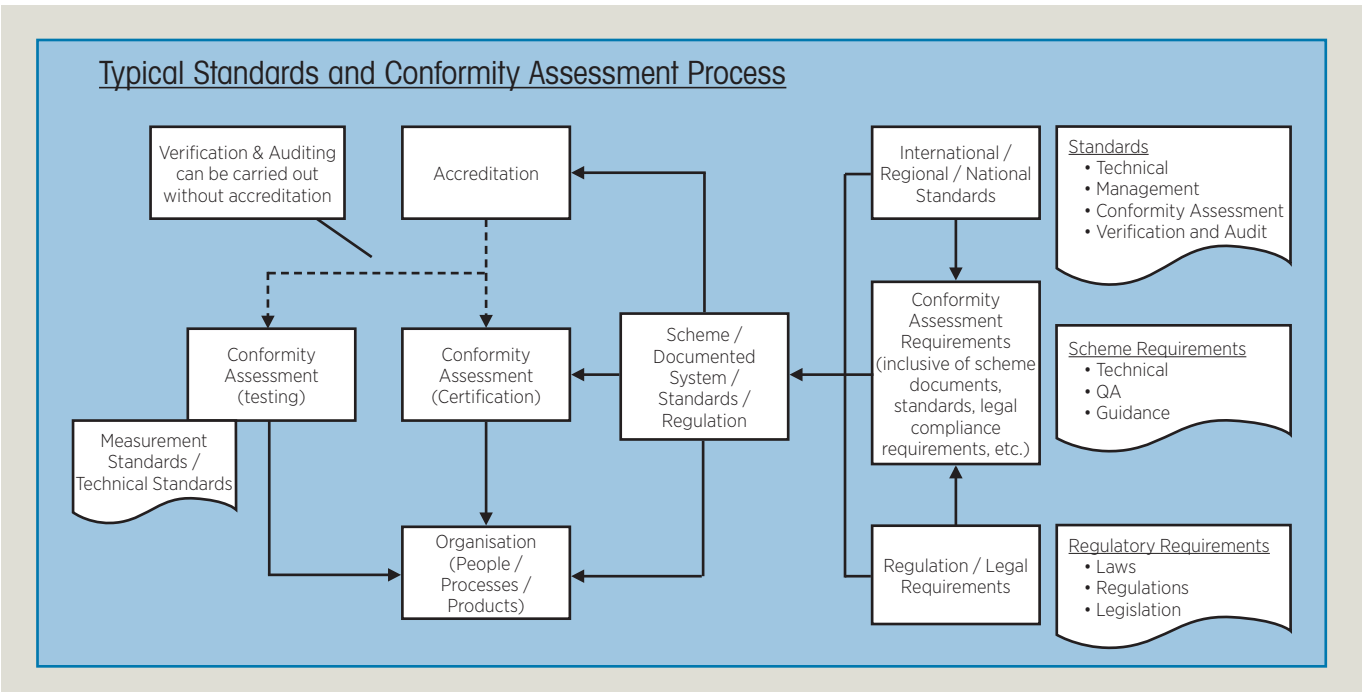 Typical Standards and Conformity Assessment Process
Verification & Auditing
can be carried out
without accreditation
Accreditation
International /
Regional / National
Standards
Standards
• Technical
• Management
• Conformity Assessment
• Verification and Audit
Conformity
Assessment
(testing)
Conformity
Assessment
(Certification)
Scheme /
Documented
System /
Standards /
Regulation
Conformity
Assessment
Requirements
(inclusive of scheme
documents,
standards, legal
compliance
requirements, etc.)
Scheme Requirements
• Technical
• QA
• Guidance
Measurement
Standards /
Technical Standards
Organisation
(People /
Processes /
Products)
Regulation / Legal
Requirements
Regulatory Requirements
• Laws
• Regulations
• Legislation